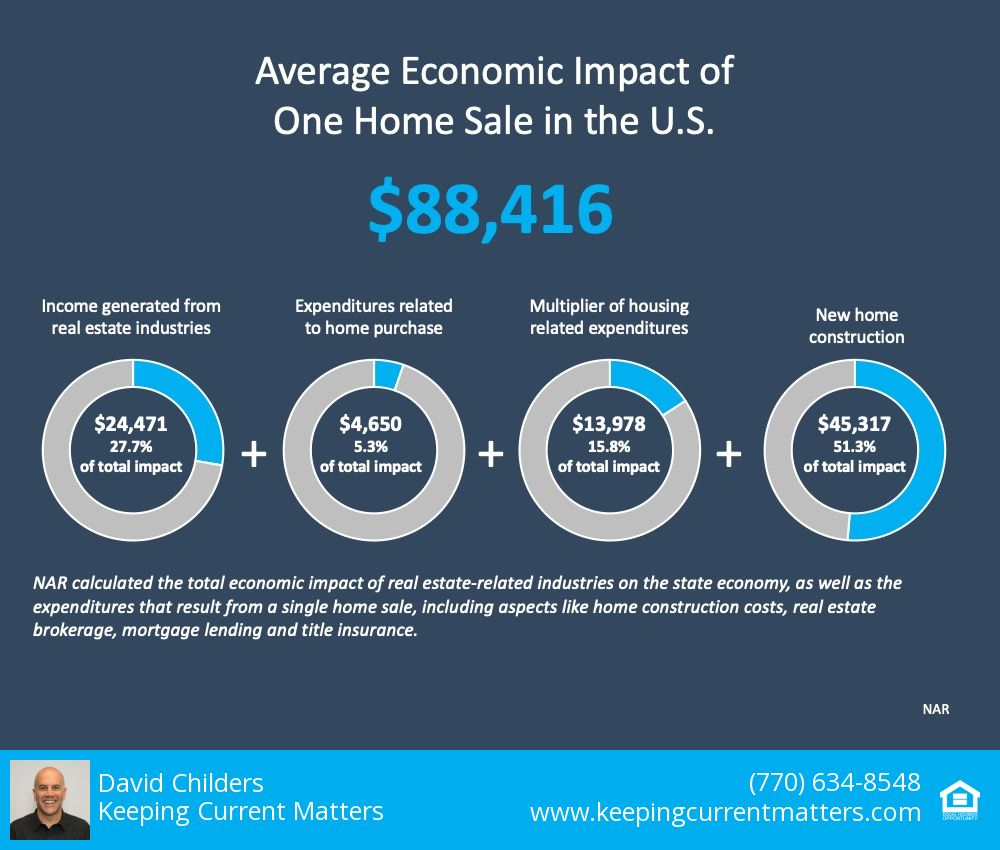 Average Economic Impact of
One Home Sale in the U.S.
$88,416
Income generated from
real estate industries
$24,471
27.7%
of total impact
+
Expenditures related
to home purchase
$4,650
5.3%
of total impact
+
Multiplier of housing
related expenditures
$13,978
15.8%
of total impact
+
New home
construction
$45,317
51.3%
of total impact
NAR calculated the total economic impact of real estate-related industries on the state economy, as well as the
expenditures that result from a single home sale, including aspects like home construction costs, real estate
brokerage, mortgage lending and title insurance.
NAR
David Childers
Keeping Current Matters
(770) 634-8548
www.keepingcurrentmatters.com
OPPORTUNITY